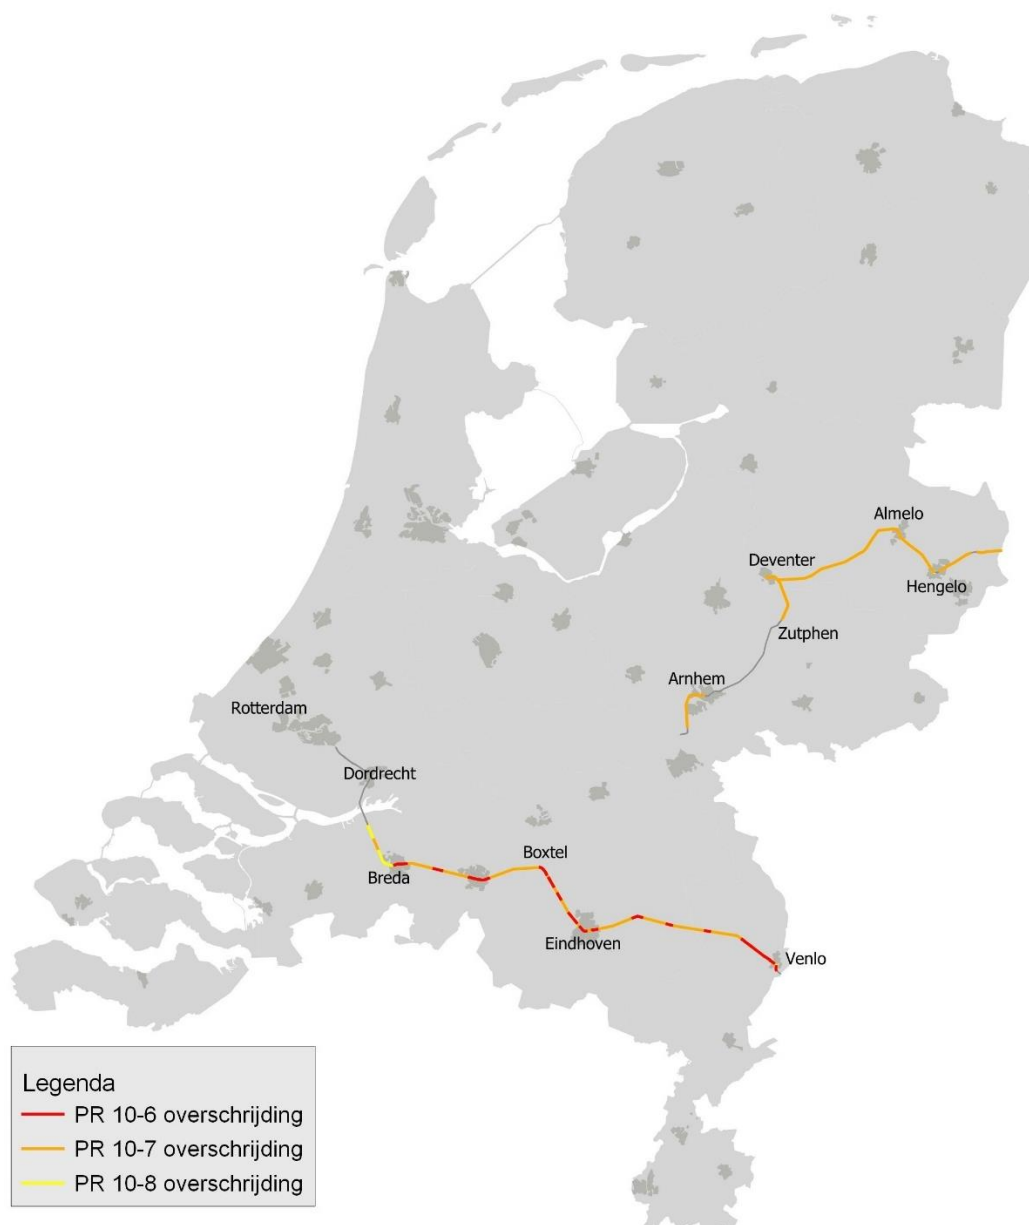 Almelo
Deventer
Hengelo
Zutphen
Arnhem
Rotterdam
Dordrecht
Boxtel
Breda
Eindhoven
Venlo
Legenda
PR 10-6 overschrijding
PR 10-7 overschrijding
PR 10-8 overschrijding